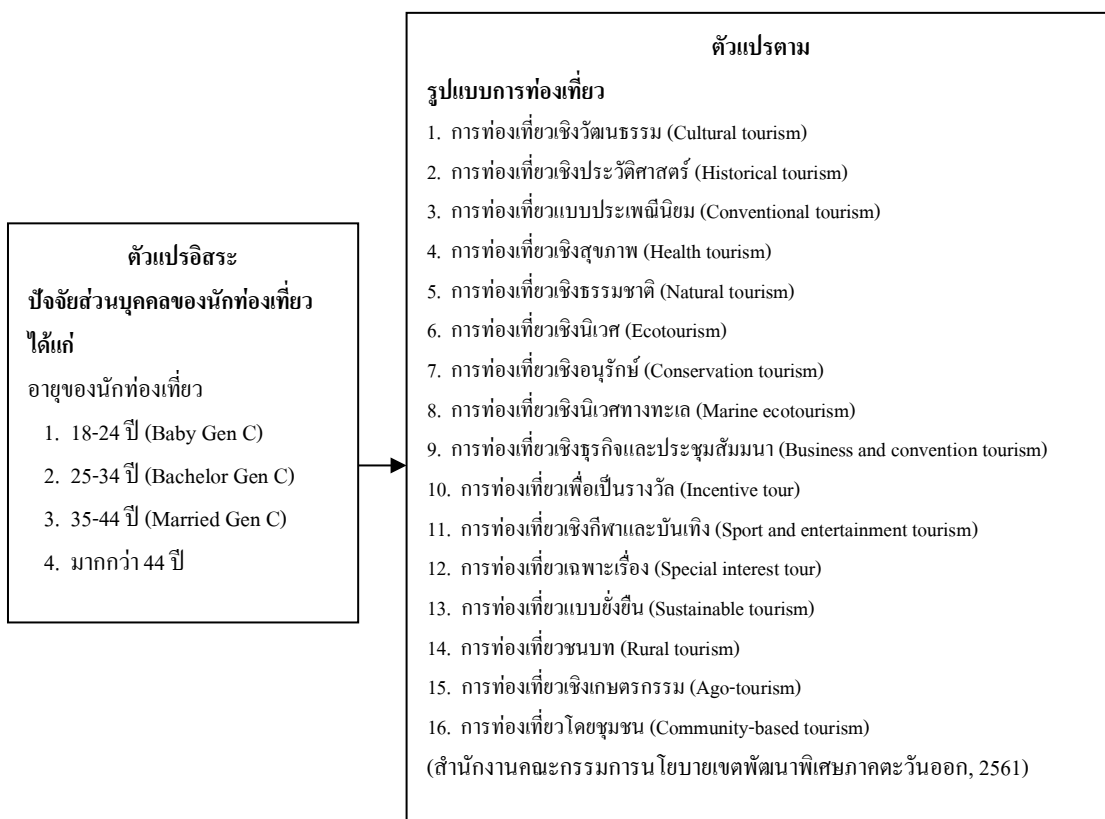 ตัวแปรอิสระ
ปัจจัยส่วนบุคคลของนักท่องเที่ยว
ได้แก่
อายุของนักท่องเที่ยว
1. 18-24 ปี (Baby Gen C)
2. 25-34 ปี (Bachelor Gen C)
3. 35-44 ปี (Married Gen C)
4. มากกว่า 44 ปี
ตัวแปรตาม
รูปแบบการท่องเที่ยว
1. การท่องเที่ยวเชิงวัฒนธรรม (Cultural tourism)
2. การท่องเที่ยวเชิงประวัติศาสตร์ (Historical tourism)
3. การท่องเที่ยวแบบประเพณีนิยม (Conventional tourism)
4. การท่องเที่ยวเชิงสุขภาพ (Health tourism)
5. การท่องเที่ยวเชิงธรรมชาติ (Natural tourism)
6. การท่องเที่ยวเชิงนิเวศ (Ecotourism)
7. การท่องเที่ยวเชิงอนุรักษ์ (Conservation tourism)
8. การท่องเที่ยวเชิงนิเวศทางทะเล (Marine ecotourism)
9. การท่องเที่ยวเชิงธุรกิจและประชุมสัมมนา (Business and convention tourism)
10. การท่องเที่ยวเพื่อเป็นรางวัล (Incentive tour)
11. การท่องเที่ยวเชิงกีฬาและบันเทิง (Sport and entertainment tourism)
12. การท่องเที่ยวเฉพาะเรื่อง (Special interest tour)
13. การท่องเที่ยวแบบยั่งยืน (Sustainable tourism)
14. การท่องเที่ยวชนบท (Rural tourism)
15. การท่องเที่ยวเชิงเกษตรกรรม (Ago-tourism)
16. การท่องเที่ยวโดยชุมชน (Community-based tourism)
(สำนักงานคณะกรรมการนโยบายเขตพัฒนาพิเศษภาคตะวันออก, 2561)